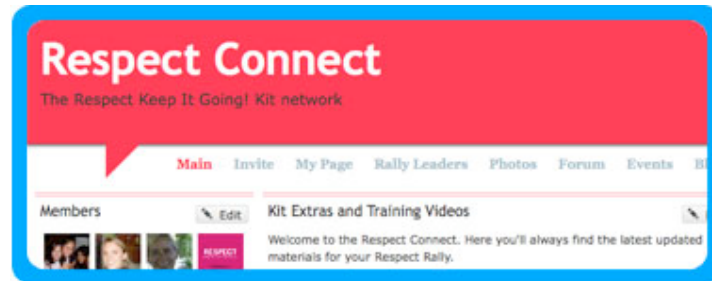 Respect Connect
The Respect Keep It Going! Kit network
Main Invite My Page Rally Leaders Photos Forum Events
Members Edit Kit Extras and Training Videos
RESPECT Welcome to the Respect Connect. Here you'll always find the latest updated
materials for your Respect Rally.